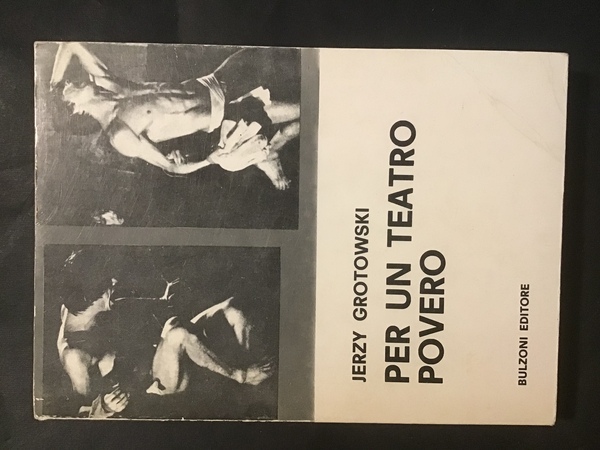 JERZY GROTOWSKI
PER UN TEATRO
POVERO
BULZONI EDITORE